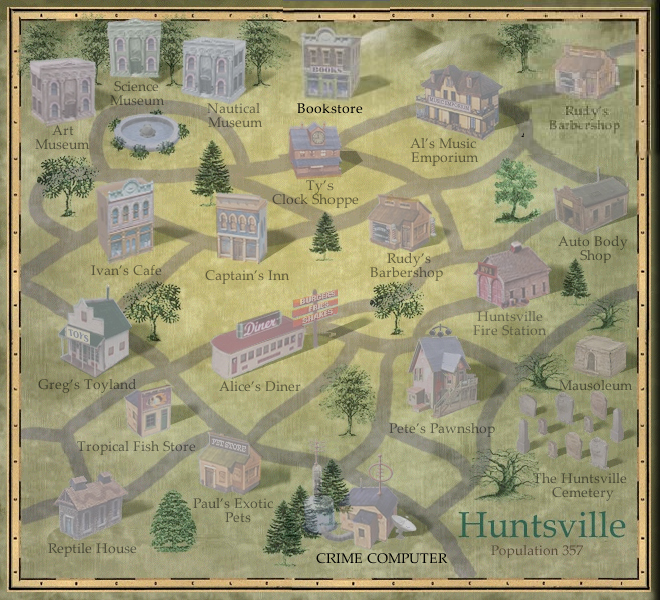 Science
Museum
Nautical
Museum
Art
Museum
BOOKS
Bookstore
Al's Music
Emporium
Rudy's
Barbershop
Ty's
Clock Shoppe
Ivan's Cafe
Captain's Inn
Rudy's
Barbershop
Auto Body
Shop
TOYS
Greg's Toyland
Diner
BURGERS
FRIES
SHAKES
Alice's Diner
Huntsville
Fire Station
Mausoleum
Tropical Fish Store
PET STORE
Paul's Exotic
Pets
Pete's Pawnshop
The Huntsville
Cemetery
Reptile House
CRIME COMPUTER
Huntsville
Population 357